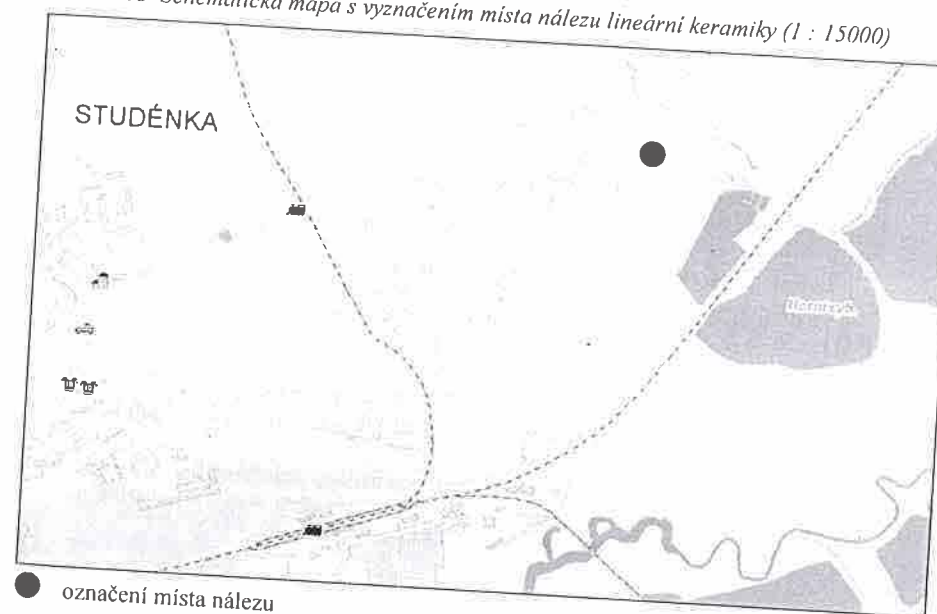 Schematická mapa s vyznačením místa nálezu lineární keramiky (1 : 15000)
STUDÉNKA
označení místa nálezu